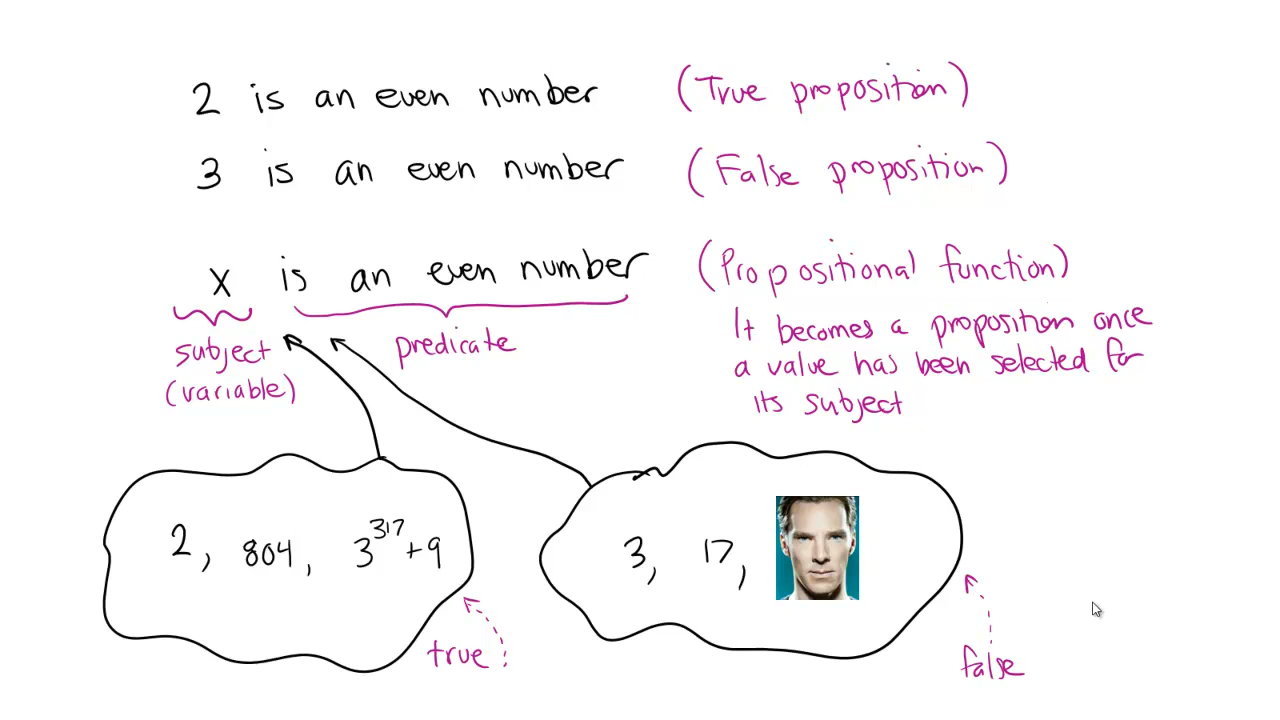 2 is an even number (True proposition)
3 is an even number (False proposition)
x is an even number (Propositional function)
subject
(variable)
predicate
It becomes a proposition once
a value has been selected for
its subject
2, 804, 3^317 + 9
3, 17,
true
false